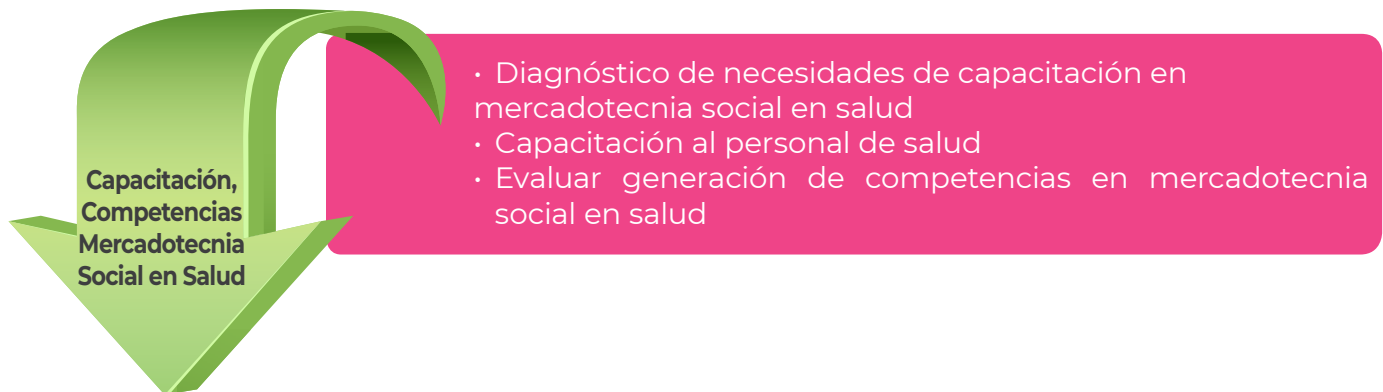 Capacitación,
Competencias
Mercadotecnia
Social en Salud
· Diagnóstico de necesidades de capacitación en
mercadotecnia social en salud
· Capacitación al personal de salud
· Evaluar generación de competencias en mercadotecnia
social en salud